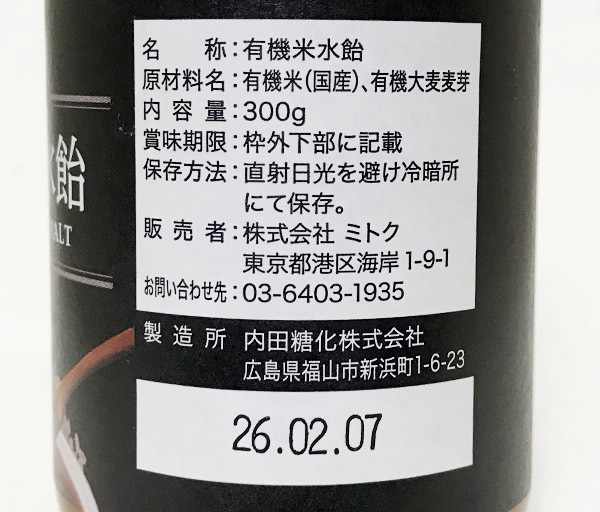 水飴
ALT
名　　称：有機米水飴
原材料名：有機米（国産）、有機大麦麦芽
内 容 量：300g
賞味期限：枠外下部に記載
保存方法：直射日光を避け冷暗所
にて保存。
販 売 者：株式会社 ミトク
東京都港区海岸 1-9-1
お問い合わせ先：03-6403-1935
製 造 所　内田糖化株式会社
広島県福山市新浜町1-6-23
26.02.07